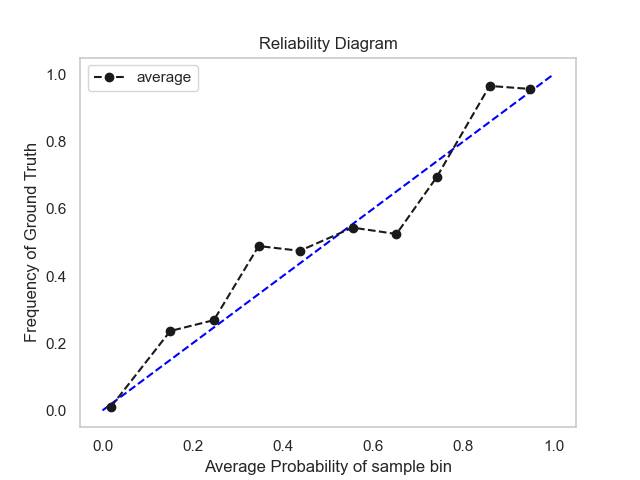 Reliability Diagram
average
Frequency of Ground Truth
1.0
0.8
0.6
0.4
0.2
0.0
0.0 0.2 0.4 0.6 0.8 1.0
Average Probability of sample bin